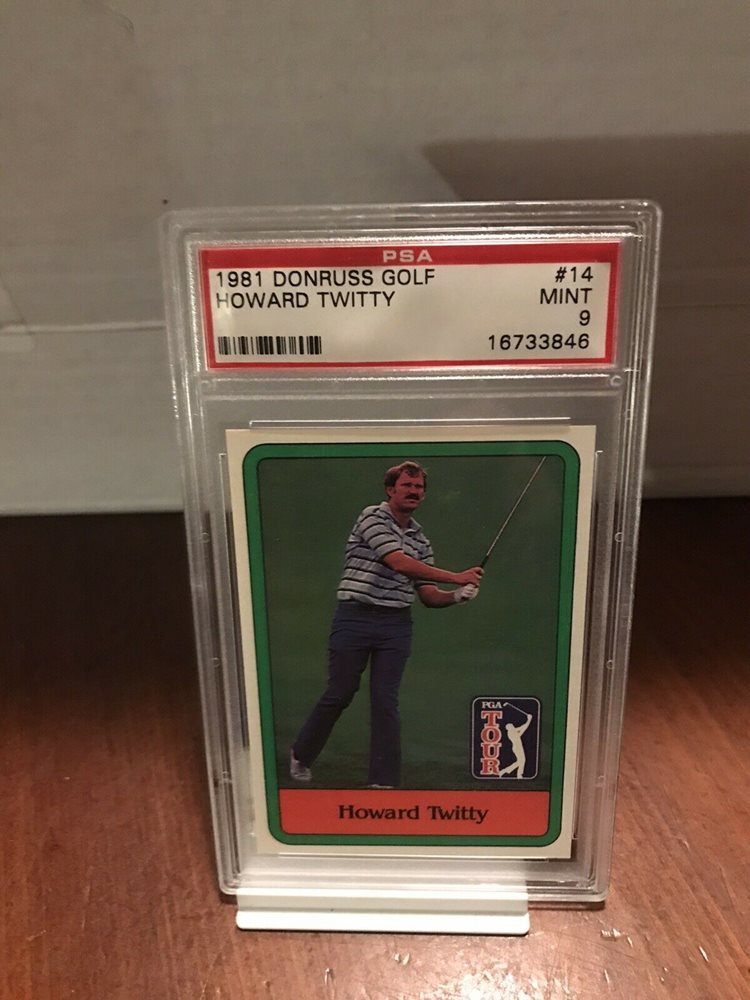 PSA
1981 DONRUSS GOLF #14
HOWARD TWITTY MINT
9
16733846
PGA
TOUR
Howard Twitty